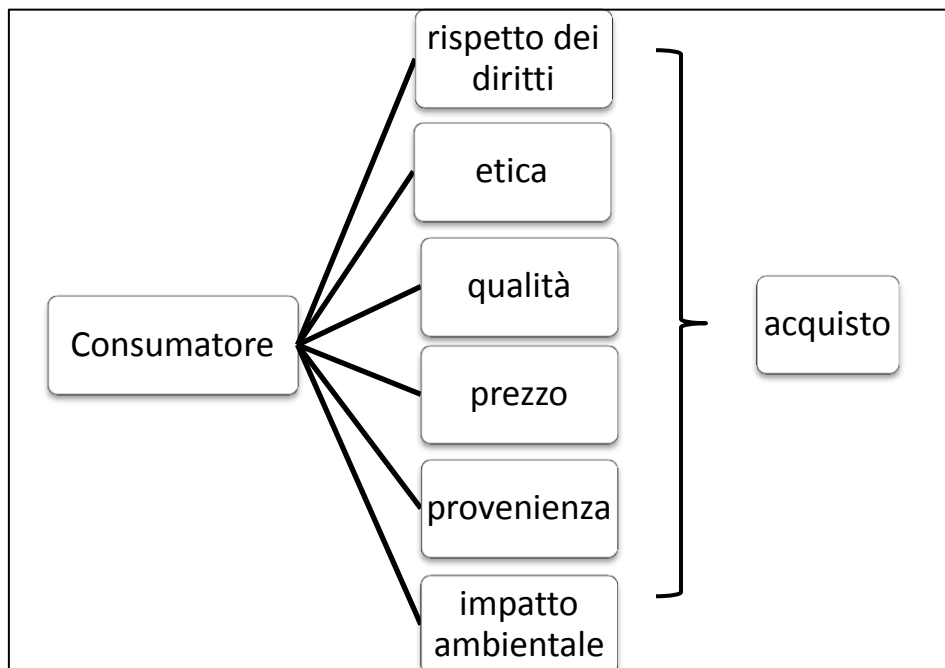 rispetto dei
diritti
etica
qualità
Consumatore
acquisto
prezzo
provenienza
impatto
ambientale